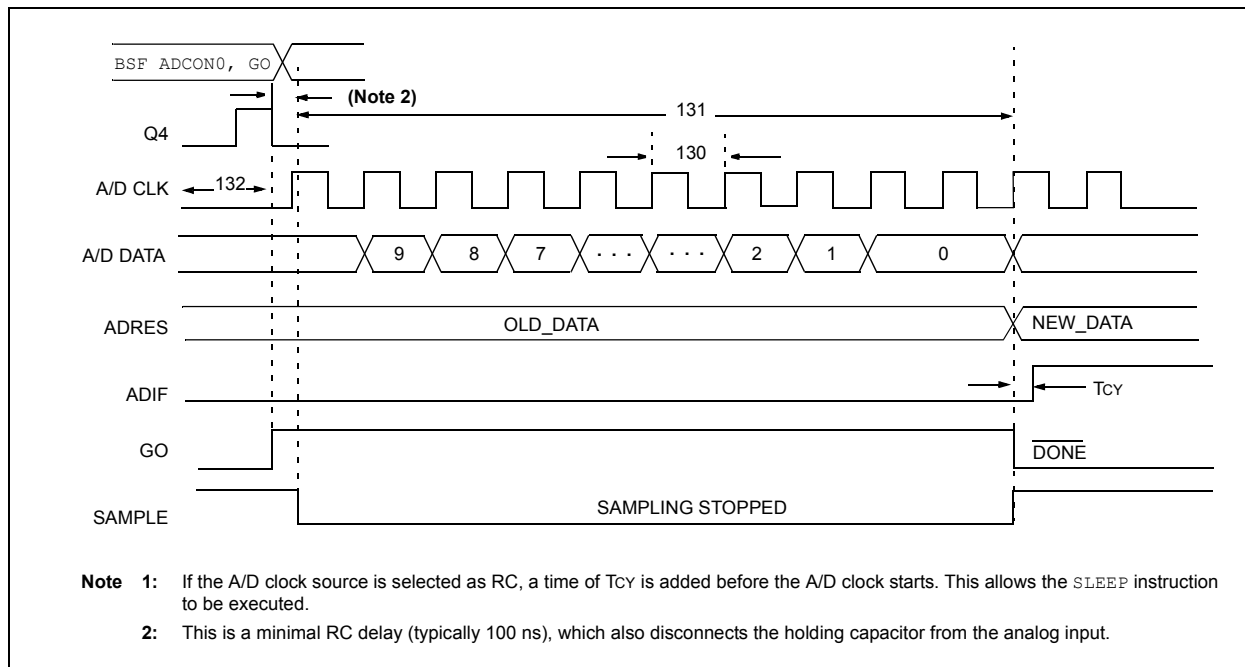 BSF ADCON0, GO
(Note 2)
131
Q4
130
A/D CLK
132
A/D DATA
9 8 7 . . . . . . 2 1 0
ADRES
OLD_DATA
NEW_DATA
ADIF
TCY
GO
DONE
SAMPLE
SAMPLING STOPPED
Note 1: If the A/D clock source is selected as RC, a time of TCY is added before the A/D clock starts. This allows the SLEEP instruction
to be executed.
2: This is a minimal RC delay (typically 100 ns), which also disconnects the holding capacitor from the analog input.